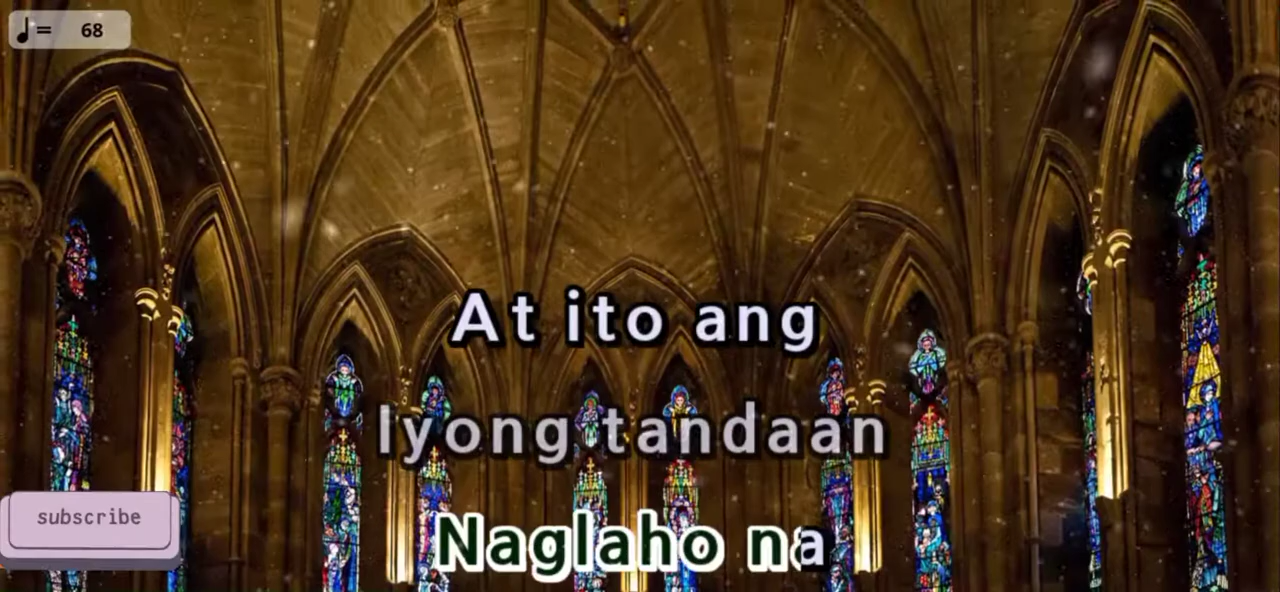 ♩= 68
At ito ang
Iyong tandaan
subscribe
Naglaho na